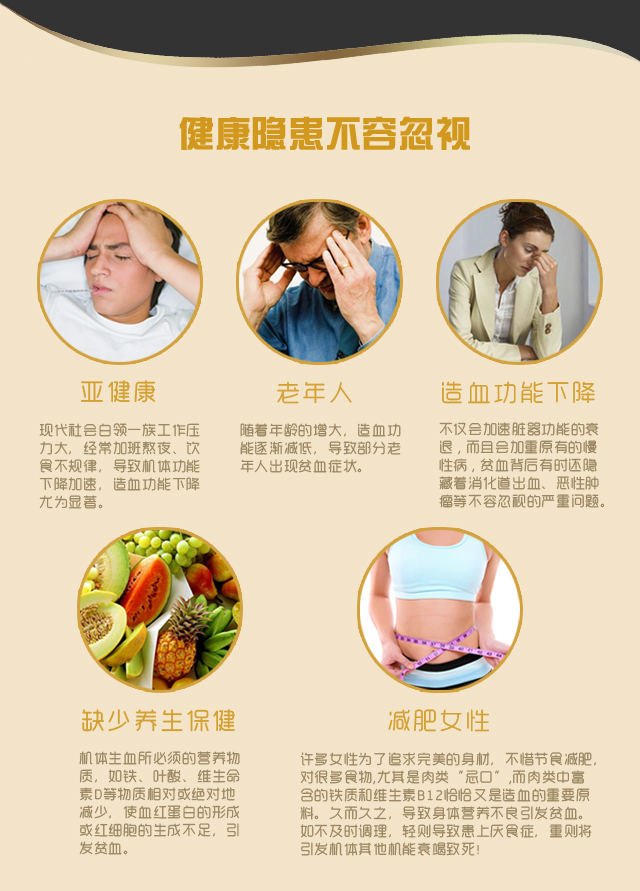 健康隐患不容忽视
亚健康
现代社会白领一族工作压
力大，经常加班熬夜、饮
食不规律，导致机体功能
下降加速，造血功能下降
尤为显著。
老年人
随着年龄的增大，造血功
能逐渐减低，导致部分老
年人出现贫血症状。
造血功能下降
不仅会加速脏器功能的衰
退，而且会加重原有的慢
性病，贫血背后有时还隐
藏着消化道出血、恶性肿
瘤等不容忽视的严重问题。
缺少养生保健
机体生血所必须的营养物
质，如铁、叶酸、维生命
素D等物质相对或绝对地
减少，使血红蛋白的形成
或红细胞的生成不足，引
发贫血。
减肥女性
许多女性为了追求完美的身材，不惜节食减肥，
对很多食物,尤其是肉类“忌口”,而肉类中富
含的铁质和维生素B12恰恰又是造血的重要原
料。久而久之，导致身体营养不良引发贫血。
如不及时调理，轻则导致患上厌食症，重则将
引发机体其他机能衰竭致死!